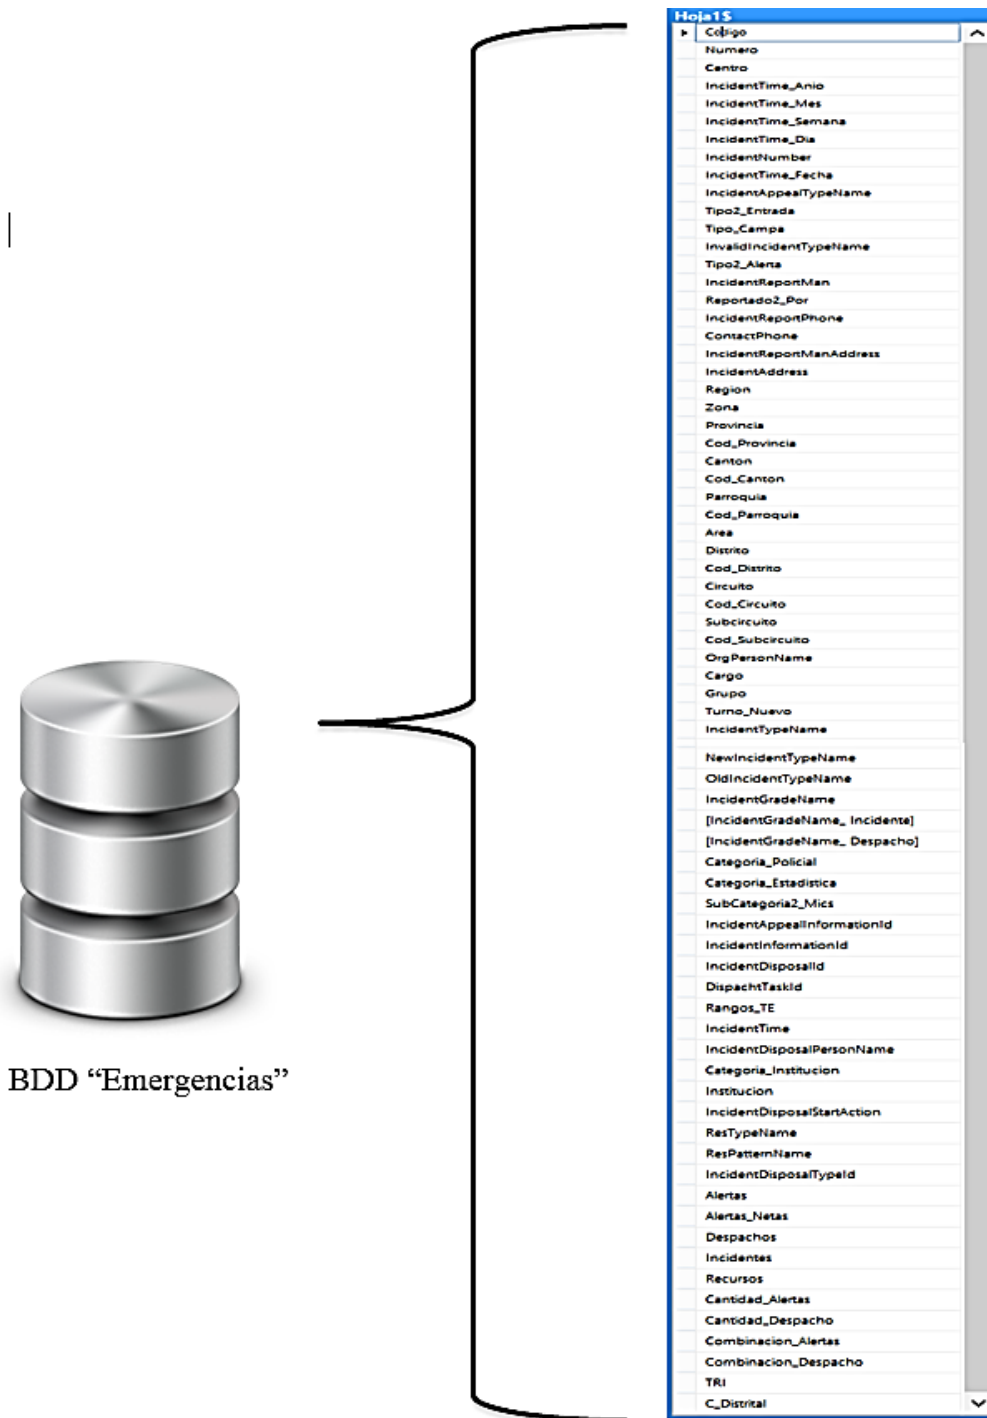 Hoja1$
Codigo
Numero
Centro
IncidentTime_Anio
IncidentTime_Mes
IncidentTime_Semana
IncidentTime_Dia
IncidentNumber
IncidentTime_Fecha
IncidentAppealTypeName
Tipo2_Entrada
Tipo_Campa
InvalidIncidentTypeName
Tipo2_Alerta
IncidentReportMan
Reportado2_Por
IncidentReportPhone
ContactPhone
IncidentReportManAddress
IncidentAddress
Region
Zona
Provincia
Cod_Provincia
Canton
Cod_Canton
Parroquia
Cod_Parroquia
Area
Distrito
Cod_Distrito
Circuito
Cod_Circuito
Subcircuito
Cod_Subcircuito
OrgPersonName
Cargo
Grupo
Turno_Nuevo
IncidentTypeName
NewIncidentTypeName
OldIncidentTypeName
IncidentGradeName
[IncidentGradeName_ Incidente]
[IncidentGradeName_ Despacho]
Categoria_Policial
Categoria_Estadistica
SubCategoria2_Mics
IncidentAppealInformationId
IncidentInformationId
IncidentDisposalId
DispachtTaskId
Rangos_TE
IncidentTime
IncidentDisposalPersonName
Categoria_Institucion
Institucion
IncidentDisposalStartAction
ResTypeName
ResPatternName
IncidentDisposalTypeId
Alertas
Alertas_Netas
Despachos
Incidentes
Recursos
Cantidad_Alertas
Cantidad_Despacho
Combinacion_Alertas
Combinacion_Despacho
TRI
C_Distrital
BDD “Emergencias”